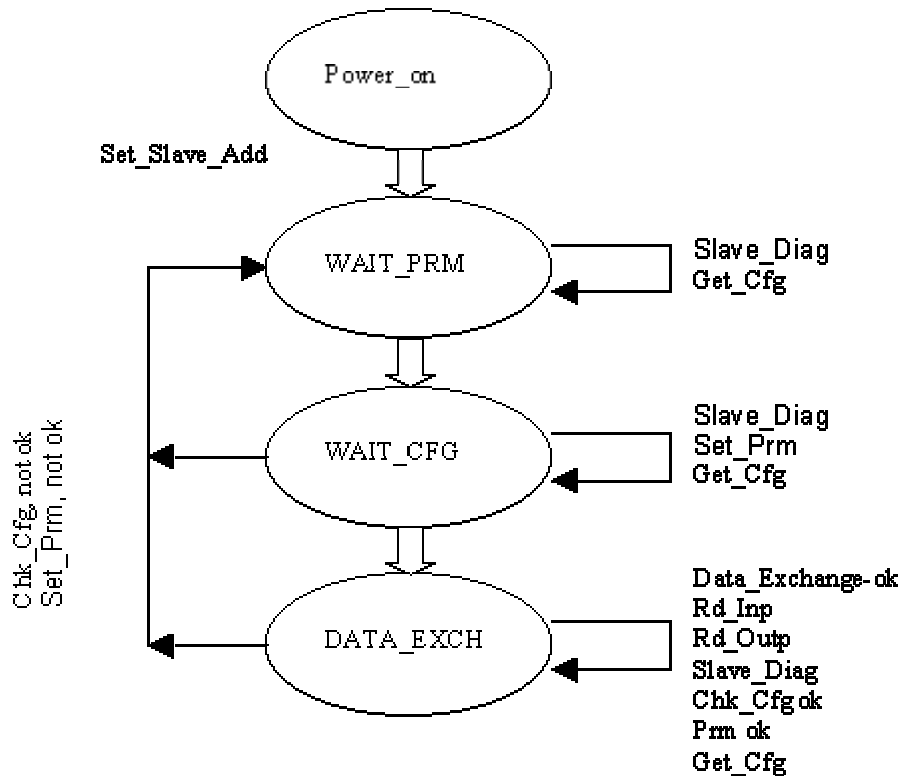 Power_on
Set_Slave_Add
WAIT_PRM
Slave_Diag
Get_Cfg
WAIT_CFG
Slave_Diag
Set_Prm
Get_Cfg
Chk_Cfg, not ok
Set_Prm, not ok
DATA_EXCH
Data_Exchange-ok
Rd_Inp
Rd_Outp
Slave_Diag
Chk_Cfg ok
Prm ok
Get_Cfg